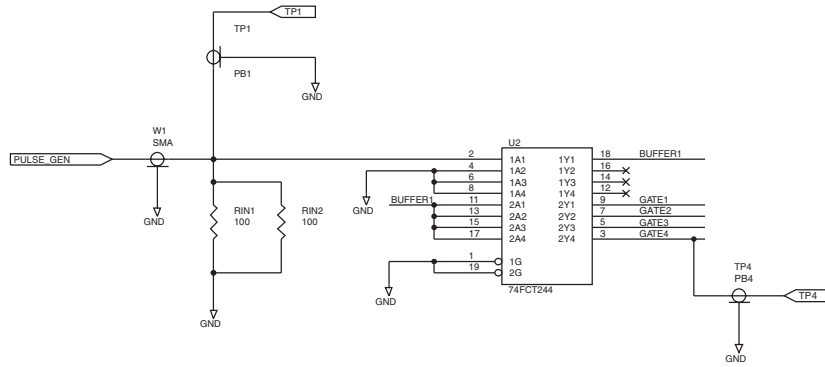 TP1
TP1
PB1
GND
W1
SMA
PULSE_GEN
GND
RIN1
100
RIN2
100
GND
U2
2 1A1 1Y1 18 BUFFER1
4 1A2 1Y2 16
6 1A3 1Y3 14
8 1A4 1Y4 12
BUFFER1 11 2A1 2Y1 9 GATE1
13 2A2 2Y2 7 GATE2
15 2A3 2Y3 5 GATE3
17 2A4 2Y4 3 GATE4
GND
1 1G
19 2G
74FCT244
GND
TP4
PB4
TP4
GND